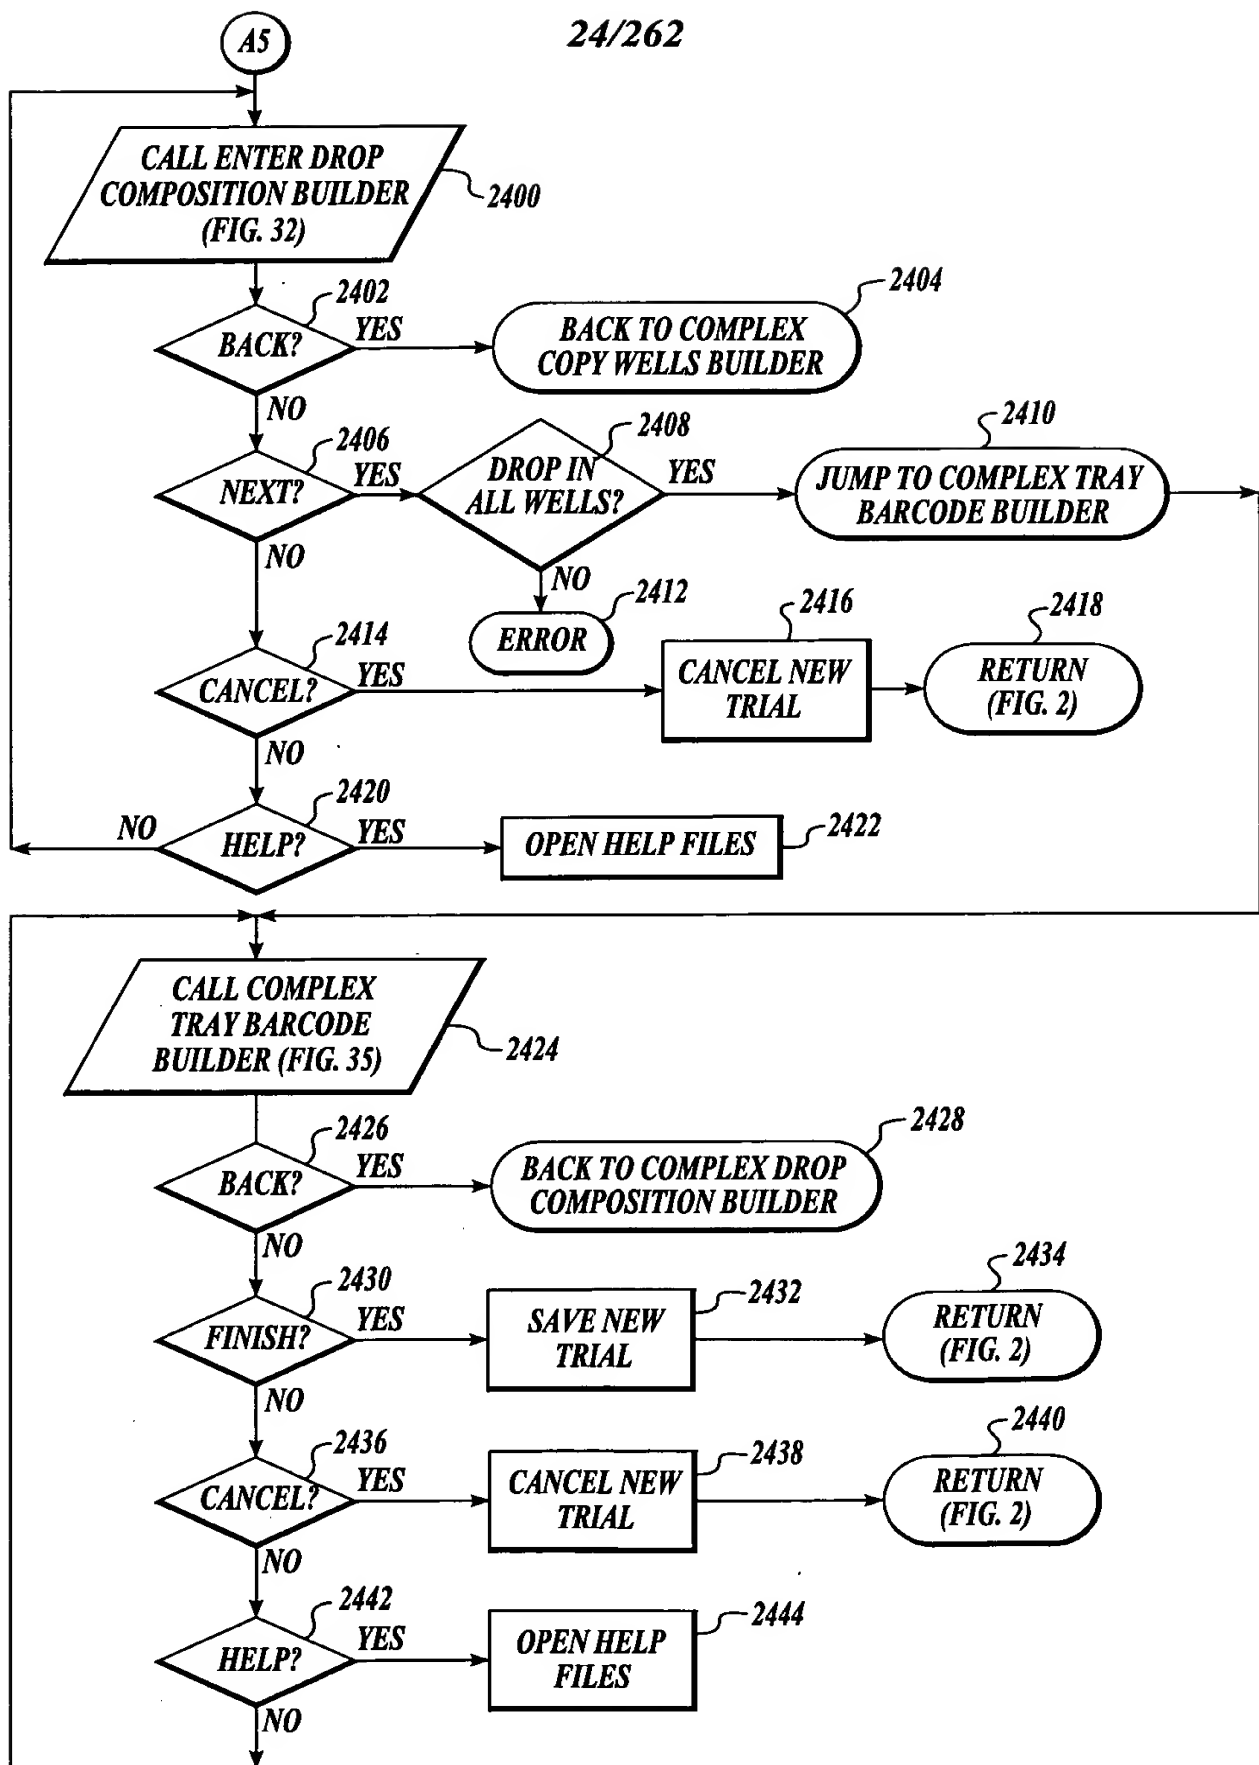 24/262
A5
CALL ENTER DROP
COMPOSITION BUILDER
(FIG. 32)
2400
2402
BACK?
YES
NO
2404
BACK TO COMPLEX
COPY WELLS BUILDER
2406
NEXT?
YES
NO
2408
DROP IN
ALL WELLS?
YES
NO
2410
JUMP TO COMPLEX TRAY
BARCODE BUILDER
2412
ERROR
2414
CANCEL?
YES
NO
2416
CANCEL NEW
TRIAL
2418
RETURN
(FIG. 2)
2420
HELP?
NO
YES
OPEN HELP FILES
2422
CALL COMPLEX
TRAY BARCODE
BUILDER (FIG. 35)
2424
2426
BACK?
YES
NO
2428
BACK TO COMPLEX DROP
COMPOSITION BUILDER
2430
FINISH?
YES
NO
SAVE NEW
TRIAL
2432
2434
RETURN
(FIG. 2)
2436
CANCEL?
YES
NO
CANCEL NEW
TRIAL
2438
2440
RETURN
(FIG. 2)
2442
HELP?
YES
NO
OPEN HELP
FILES
2444